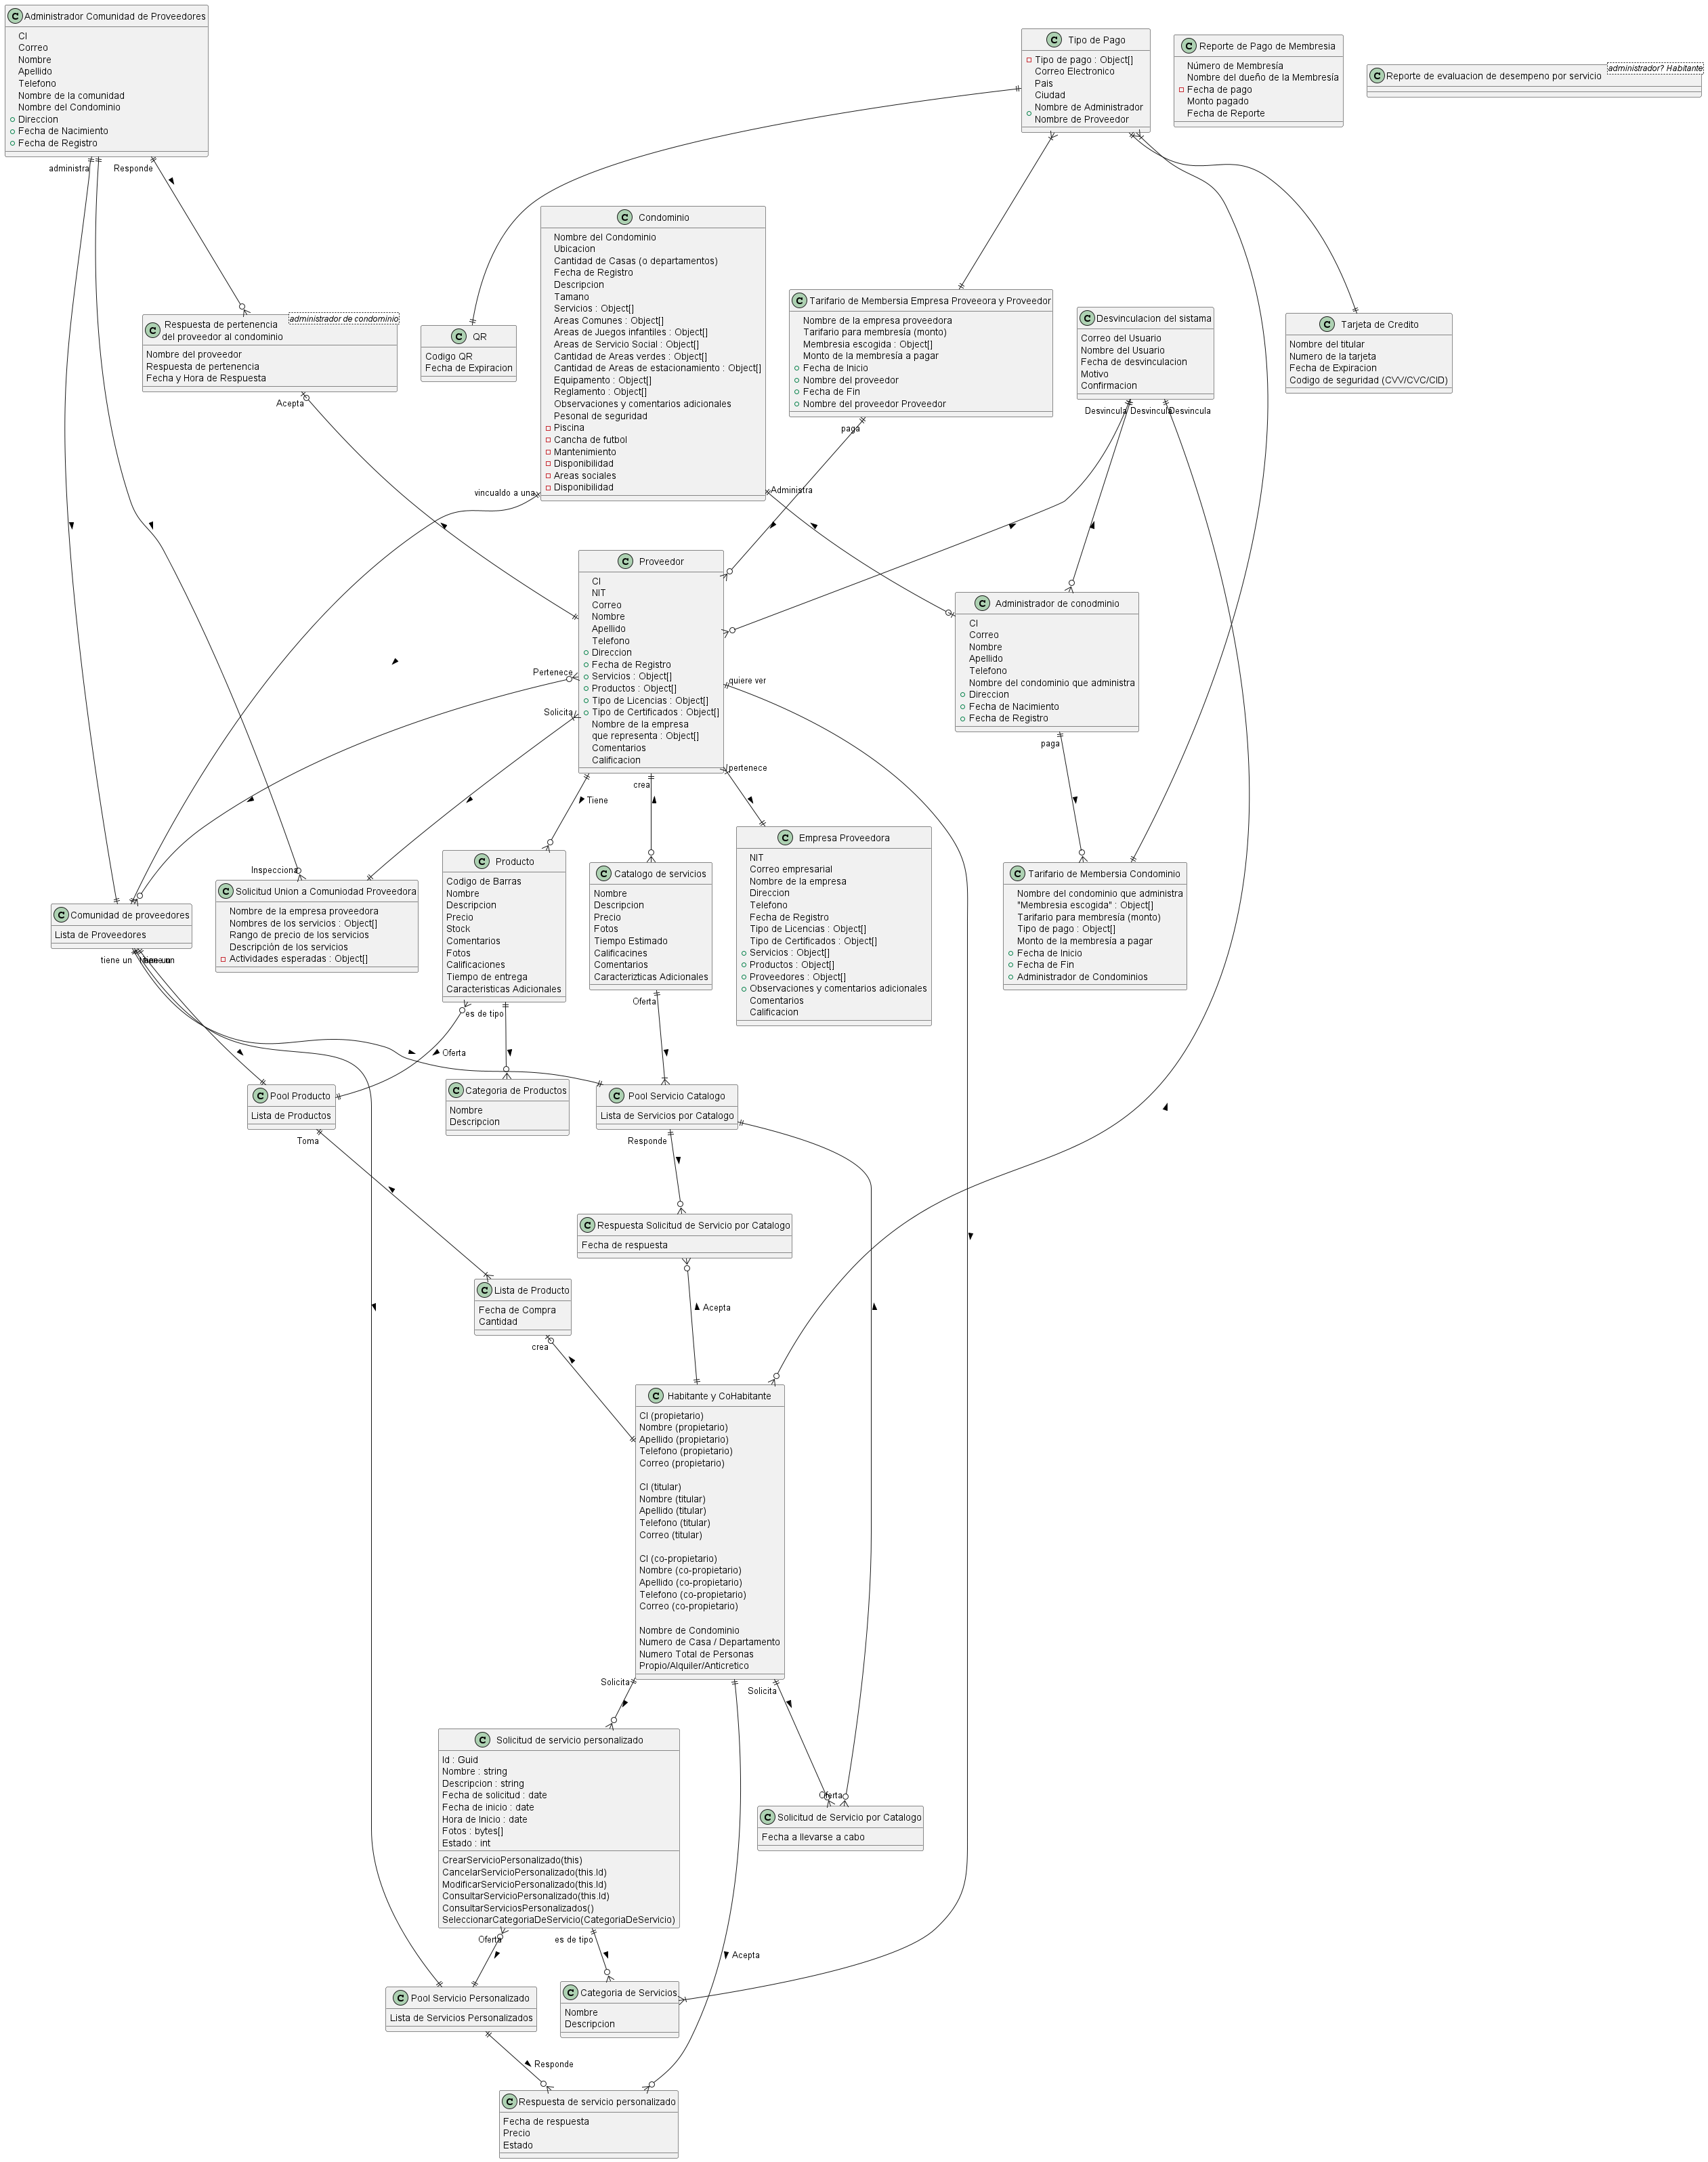 Administrador Comunidad de Proveedores
CI
Correo
Nombre
Apellido
Telefono
Nombre de la comunidad
Nombre del Condominio
Direccion
Fecha de Nacimiento
Fecha de Registro
administra
Responde
Tipo de Pago
Tipo de pago : Object[]
Correo Electronico
Pais
Ciudad
Nombre de Administrador
Nombre de Proveedor
Reporte de Pago de Membresia
Número de Membresía
Nombre del dueño de la Membresía
Fecha de pago
Monto pagado
Fecha de Reporte
Reporte de evaluacion de desempeno por servicio
administrador? Habitante
Respuesta de pertenencia
del proveedor al condominio
administrador de condominio
Nombre del proveedor
Respuesta de pertenencia
Fecha y Hora de Respuesta
Acepta
QR
Codigo QR
Fecha de Expiracion
Condominio
Nombre del Condominio
Ubicacion
Cantidad de Casas (o departamentos)
Fecha de Registro
Descripcion
Tamano
Servicios : Object[]
Areas Comunes : Object[]
Areas de Juegos infantiles : Object[]
Areas de Servicio Social : Object[]
Cantidad de Areas verdes : Object[]
Cantidad de Areas de estacionamiento : Object[]
Equipamento : Object[]
Reglamento : Object[]
Observaciones y comentarios adicionales
Pesonal de seguridad
Piscina
Cancha de futbol
Mantenimiento
Disponibilidad
Areas sociales
Disponibilidad
vincualdo a una
Administra
Tarifario de Membersia Empresa Proveeora y Proveedor
Nombre de la empresa proveedora
Tarifario para membresía (monto)
Membresia escogida : Object[]
Monto de la membresía a pagar
Fecha de Inicio
Nombre del proveedor
Fecha de Fin
Nombre del proveedor Proveedor
paga
Desvinculacion del sistama
Correo del Usuario
Nombre del Usuario
Fecha de desvinculacion
Motivo
Confirmacion
Desvincula
Desvincula
Desvincula
Tarjeta de Credito
Nombre del titular
Numero de la tarjeta
Fecha de Expiracion
Codigo de seguridad (CVV/CVC/CID)
Proveedor
CI
NIT
Correo
Nombre
Apellido
Telefono
Direccion
Fecha de Registro
Servicios : Object[]
Productos : Object[]
Tipo de Licencias : Object[]
Tipo de Certificados : Object[]
Nombre de la empresa
que representa : Object[]
Comentarios
Calificacion
Pertenece
Solicita
quiere ver
crea
pertenece
Tiene
Administrador de conodminio
CI
Correo
Nombre
Apellido
Telefono
Nombre del condominio que administra
Direccion
Fecha de Nacimiento
Fecha de Registro
paga
Inspecciona
Comunidad de proveedores
Lista de Proveedores
tiene un
tiene un
Solicitud Union a Comuniodad Proveedora
Nombre de la empresa proveedora
Nombres de los servicios : Object[]
Rango de precio de los servicios
Descripciòn de los servicios
Actividades esperadas : Object[]
Producto
Codigo de Barras
Nombre
Descripcion
Precio
Stock
Comentarios
Fotos
Calificaciones
Tiempo de entrega
Caracteristicas Adicionales
es de tipo
Oferta
Catalogo de servicios
Nombre
Descripcion
Precio
Fotos
Tiempo Estimado
Calificacines
Comentarios
Caracterizticas Adicionales
Oferta
Empresa Proveedora
NIT
Correo empresarial
Nombre de la empresa
Direccion
Telefono
Fecha de Registro
Tipo de Licencias : Object[]
Tipo de Certificados : Object[]
Servicios : Object[]
Productos : Object[]
Proveedores : Object[]
Observaciones y comentarios adicionales
Comentarios
Calificacion
Tarifario de Membersia Condominio
Nombre del condominio que administra
"Membresia escogida" : Object[]
Tarifario para membresía (monto)
Tipo de pago : Object[]
Monto de la membresía a pagar
Fecha de Inicio
Fecha de Fin
Administrador de Condominios
Pool Producto
Lista de Productos
Toma
Categoria de Productos
Nombre
Descripcion
Pool Servicio Catalogo
Lista de Servicios por Catalogo
Responde
Respuesta Solicitud de Servicio por Catalogo
Fecha de respuesta
Acepta
Lista de Producto
Fecha de Compra
Cantidad
crea
Habitante y CoHabitante
CI (propietario)
Nombre (propietario)
Apellido (propietario)
Telefono (propietario)
Correo (propietario)
CI (titular)
Nombre (titular)
Apellido (titular)
Telefono (titular)
Correo (titular)
CI (co-propietario)
Nombre (co-propietario)
Apellido (co-propietario)
Telefono (co-propietario)
Correo (co-propietario)
Nombre de Condominio
Numero de Casa / Departamento
Numero Total de Personas
Propio/Alquiler/Anticretico
Solicita
Solicita
Solicitud de servicio personalizado
Id : Guid
Nombre : string
Descripcion : string
Fecha de solicitud : date
Fecha de inicio : date
Hora de Inicio : date
Fotos : bytes[]
Estado : int
CrearServicioPersonalizado(this)
CancelarServicioPersonalizado(this.Id)
ModificarServicioPersonalizado(this.Id)
ConsultarServicioPersonalizado(this.Id)
ConsultarServiciosPersonalizados()
SeleccionarCategoriaDeServicio(CategoriaDeServicio)
Oferta
es de tipo
Oferta
Solicitud de Servicio por Catalogo
Fecha a llevarse a cabo
Acepta
Pool Servicio Personalizado
Lista de Servicios Personalizados
Responde
Categoria de Servicios
Nombre
Descripcion
Respuesta de servicio personalizado
Fecha de respuesta
Precio
Estado